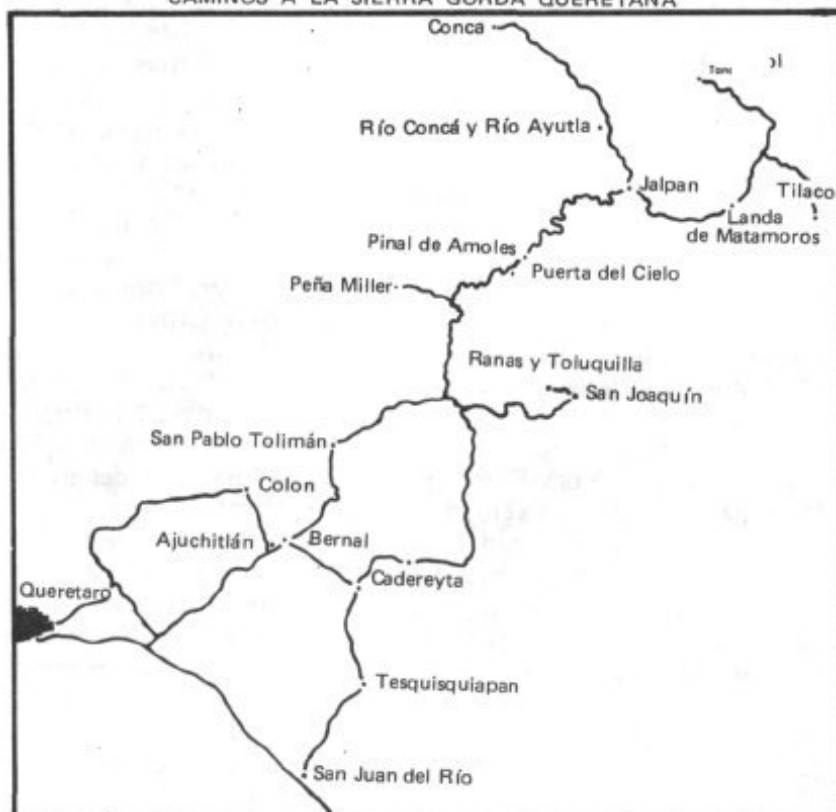 CAMINOS A LA SIERRA GORDA QUERETANA
Conca
Río Concá y Río Ayutla
Jalpan
Tilaco
Landa
de Matamoros
Pinal de Amoles
Puerta del Cielo
Peña Miller
Ranas y Toluquilla
San Joaquín
San Pablo Tolimán
Colon
Ajuchitlán
Bernal
Cadereyta
Queretaro
Tesquisquiapan
San Juan del Río